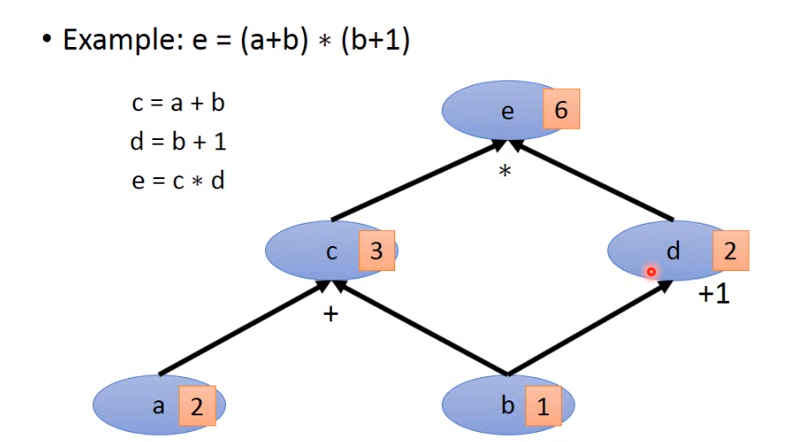 • Example: e = (a+b) ∗ (b+1)
c = a + b
d = b + 1
e = c ∗ d
e 6
∗
c 3
d 2
+
+1
a 2
b 1